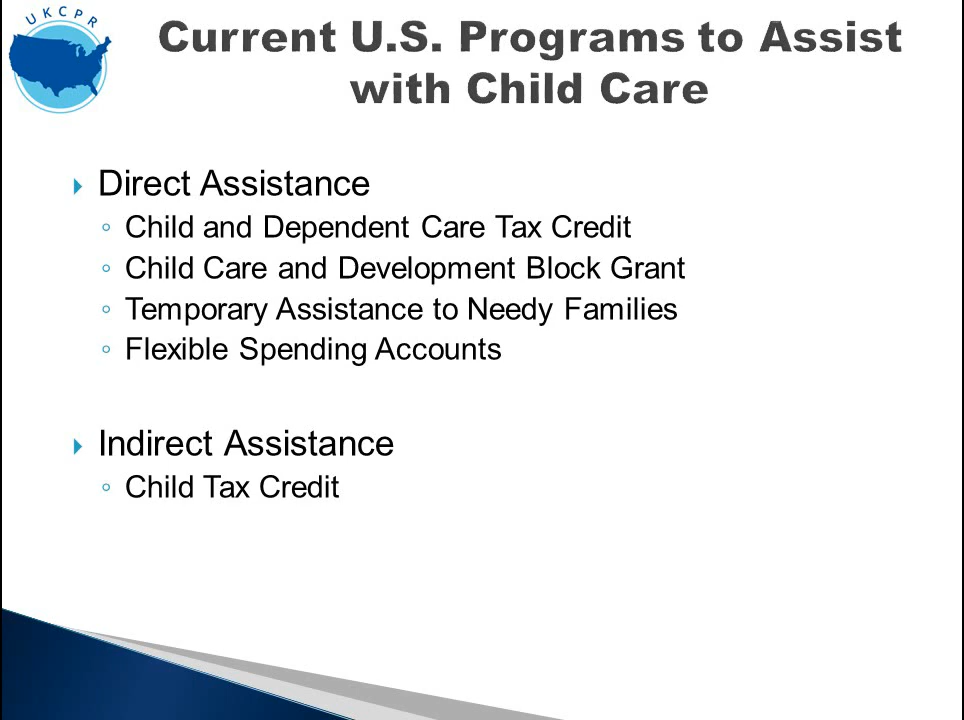 UKCPR
Current U.S. Programs to Assist
with Child Care
Direct Assistance
Child and Dependent Care Tax Credit
Child Care and Development Block Grant
Temporary Assistance to Needy Families
Flexible Spending Accounts
Indirect Assistance
Child Tax Credit